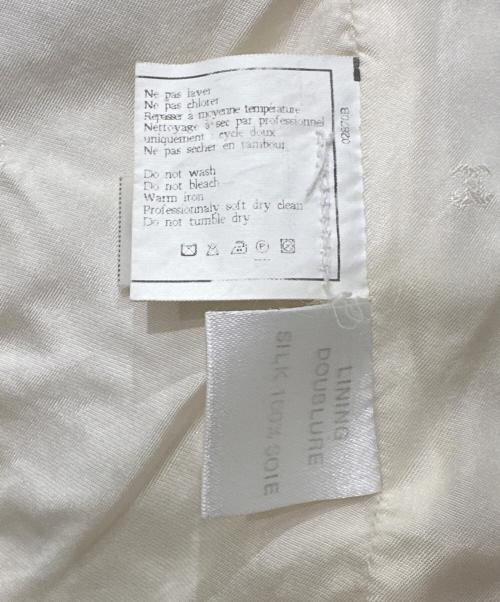 Ne pas laver
Ne pas chlorer
Repasser à moyenne température
Nettoyage à sec par professionnel
uniquement : cycle doux
Ne pas sécher en tambour
Do not wash
Do not bleach
Warm iron
Professionnaly soft dry clean
Do not tumble dry
02870B
LINING
DOUBLURE
SILK 100% SOIE